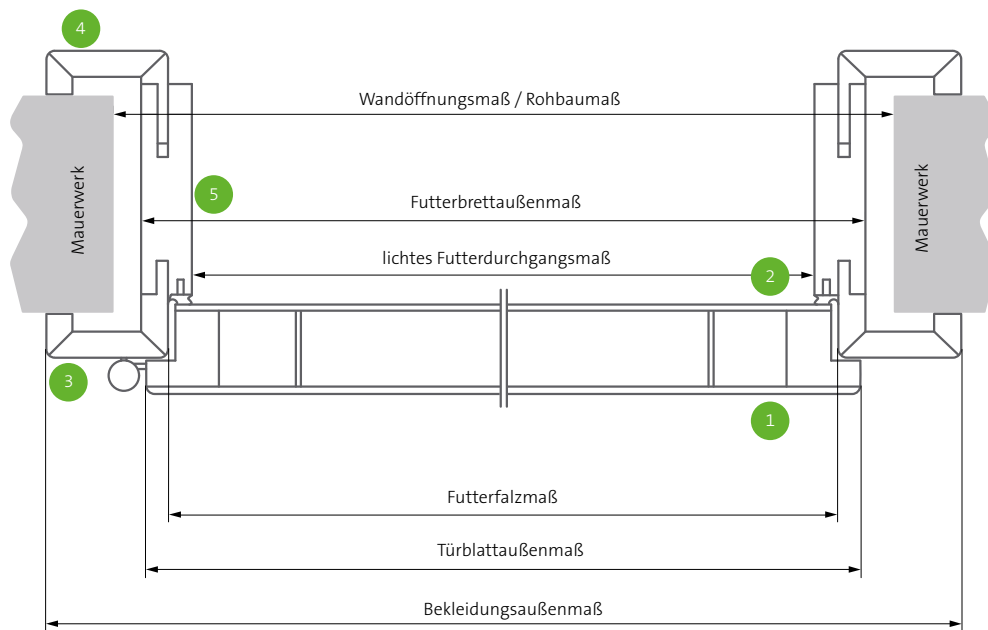 4
Wandöffnungsmaß / Rohbaumaß
Mauerwerk
Mauerwerk
5
Futterbrettaußenmaß
lichtes Futterdurchgangsmaß
2
3
1
Futterfalzmaß
Türblattaußenmaß
Bekleidungsaußenmaß